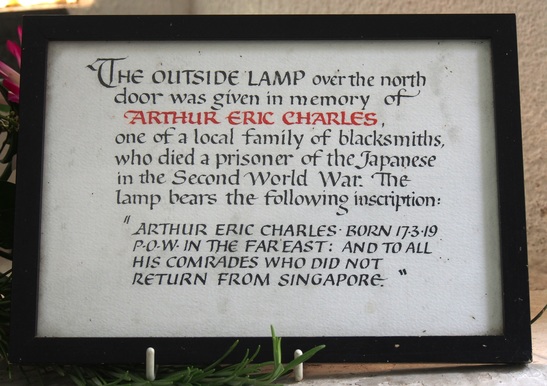 THE OUTSIDE LAMP over the north
door was given in memory of
ARTHUR ERIC CHARLES,
one of a local family of blacksmiths,
who died a prisoner of the Japanese
in the Second World War. The
lamp bears the following inscription:
"ARTHUR ERIC CHARLES · BORN 17·3·19
P·O·W· IN THE FAR EAST: AND TO ALL
HIS COMRADES WHO DID NOT
RETURN FROM SINGAPORE."